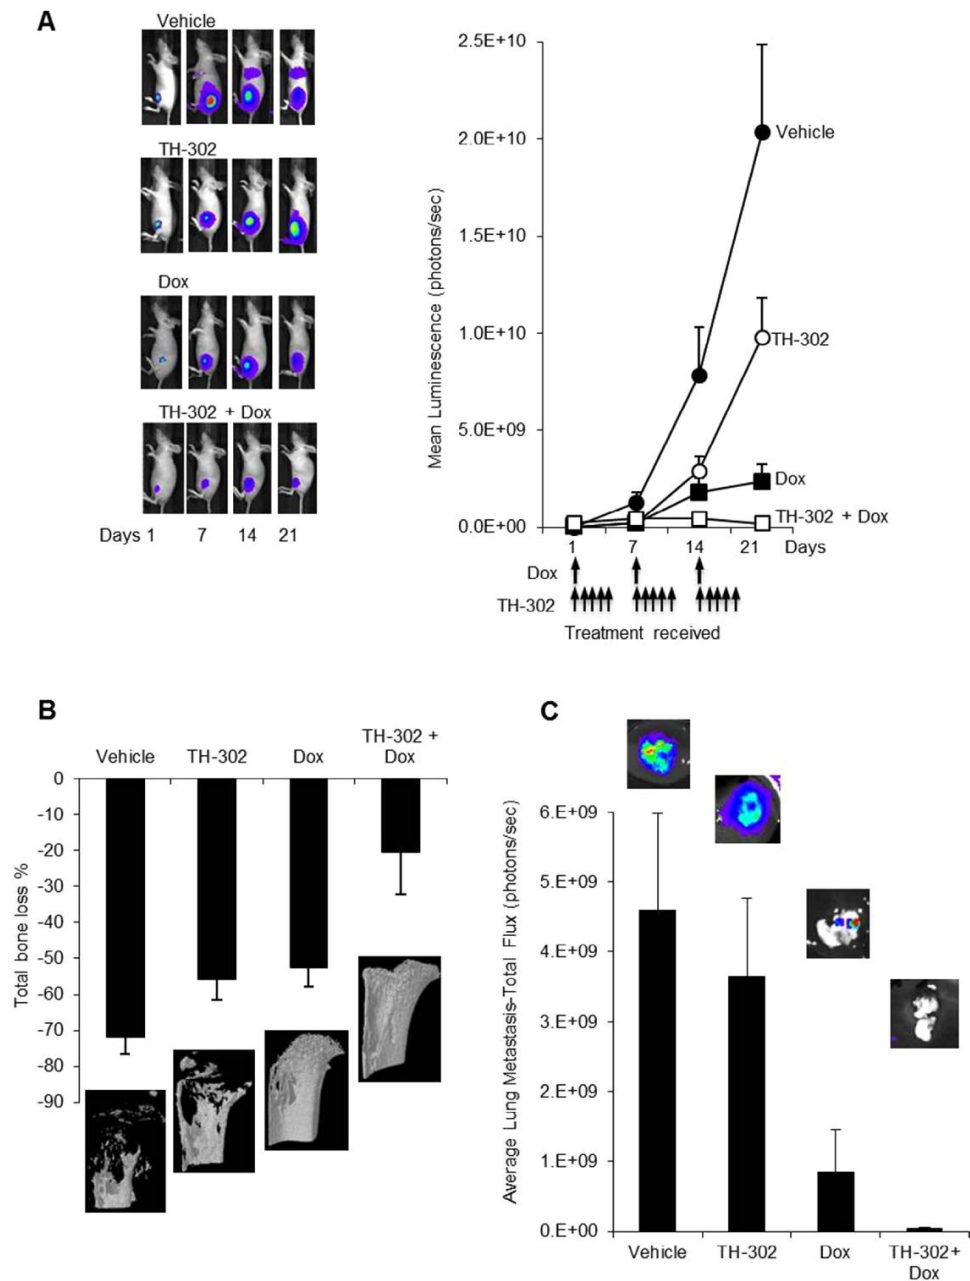 A
Vehicle
TH-302
Dox
TH-302 + Dox
Days 1 7 14 21
Mean Luminescence (photons/sec)
2.5E+10
2.0E+10
1.5E+10
1.0E+10
5.0E+09
0.0E+00
Vehicle
TH-302
Dox
TH-302 + Dox
1 7 14 21 Days
Dox
TH-302
Treatment received
B
Vehicle TH-302 Dox TH-302 +
Dox
Total bone loss %
0
-10
-20
-30
-40
-50
-60
-70
-80
-90
C
Average Lung Metastasis-Total Flux (photons/sec)
6.E+09
5.E+09
4.E+09
3.E+09
2.E+09
1.E+09
0.E+00
Vehicle TH-302 Dox TH-302+
Dox